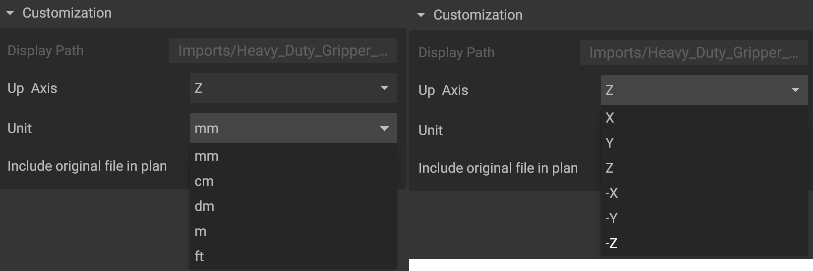 Customization
Display Path Imports/Heavy_Duty_Gripper_...
Up Axis Z
Unit mm
mm
Include original file in plan
cm
dm
m
ft
Customization
Display Path Imports/Heavy_Duty_Gripper_...
Up Axis Z
X
Unit
Y
Include original file in plan
Z
-X
-Y
-Z